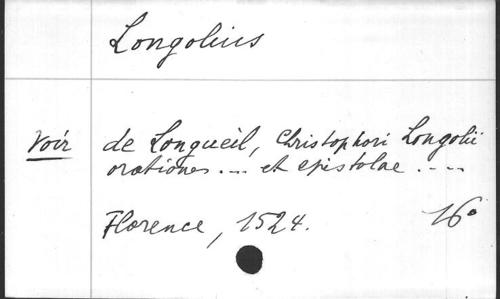 Longolius
voir de Longueil, Christophori Longolii
orationes ... et epistolae ....
Florence, 1524. 16°